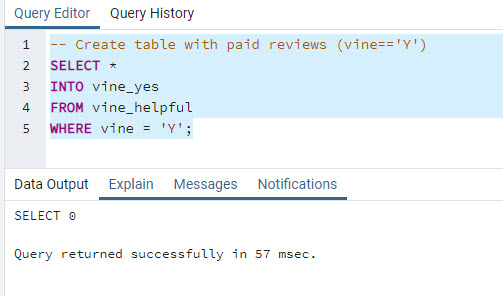 Query Editor Query History
1 -- Create table with paid reviews (vine=='Y')
2 SELECT *
3 INTO vine_yes
4 FROM vine_helpful
5 WHERE vine = 'Y';
Data Output Explain Messages Notifications
SELECT 0
Query returned successfully in 57 msec.